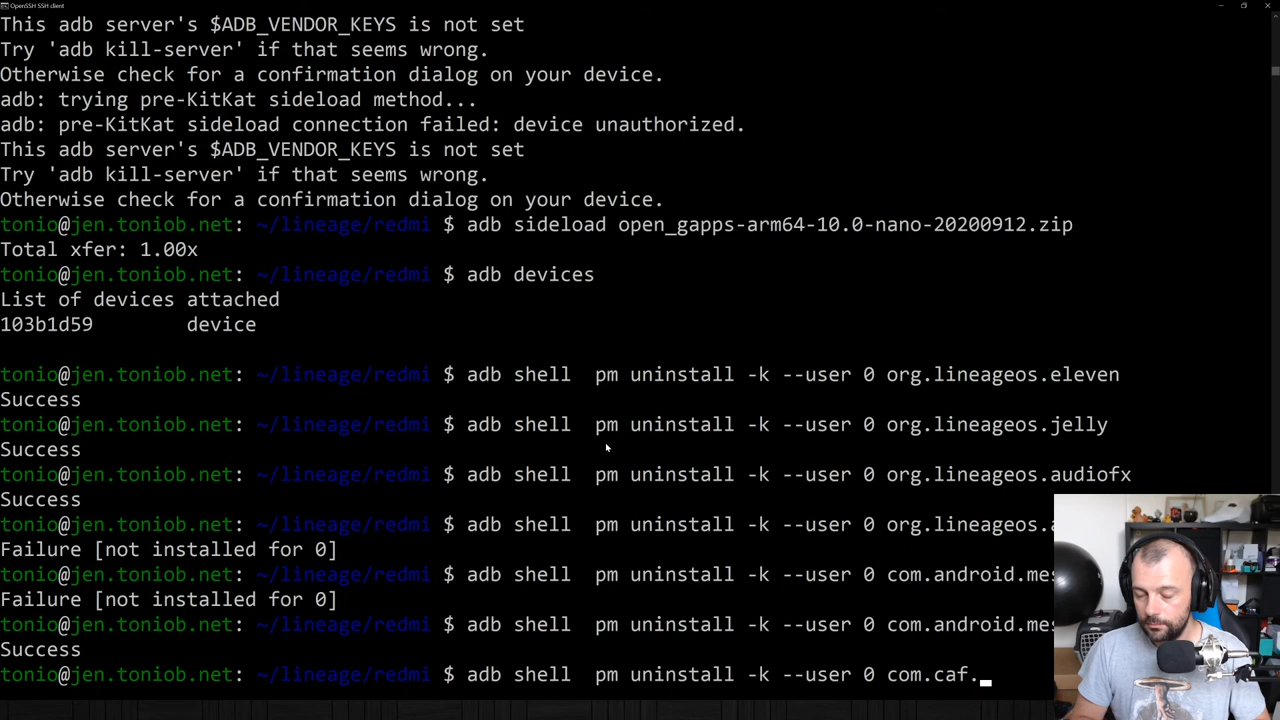 OpenSSH SSH client
This adb server's $ADB_VENDOR_KEYS is not set
Try 'adb kill-server' if that seems wrong.
Otherwise check for a confirmation dialog on your device.
adb: trying pre-KitKat sideload method...
adb: pre-KitKat sideload connection failed: device unauthorized.
This adb server's $ADB_VENDOR_KEYS is not set
Try 'adb kill-server' if that seems wrong.
Otherwise check for a confirmation dialog on your device.
tonio@jen.toniob.net: ~/lineage/redmi $ adb sideload open_gapps-arm64-10.0-nano-20200912.zip
Total xfer: 1.00x
tonio@jen.toniob.net: ~/lineage/redmi $ adb devices
List of devices attached
103b1d59 device
tonio@jen.toniob.net: ~/lineage/redmi $ adb shell pm uninstall -k --user 0 org.lineageos.eleven
Success
tonio@jen.toniob.net: ~/lineage/redmi $ adb shell pm uninstall -k --user 0 org.lineageos.jelly
Success
tonio@jen.toniob.net: ~/lineage/redmi $ adb shell pm uninstall -k --user 0 org.lineageos.audiofx
Success
tonio@jen.toniob.net: ~/lineage/redmi $ adb shell pm uninstall -k --user 0 org.lineageos.
Failure [not installed for 0]
tonio@jen.toniob.net: ~/lineage/redmi $ adb shell pm uninstall -k --user 0 com.android.mes
Failure [not installed for 0]
tonio@jen.toniob.net: ~/lineage/redmi $ adb shell pm uninstall -k --user 0 com.android.mes
Success
tonio@jen.toniob.net: ~/lineage/redmi $ adb shell pm uninstall -k --user 0 com.caf.